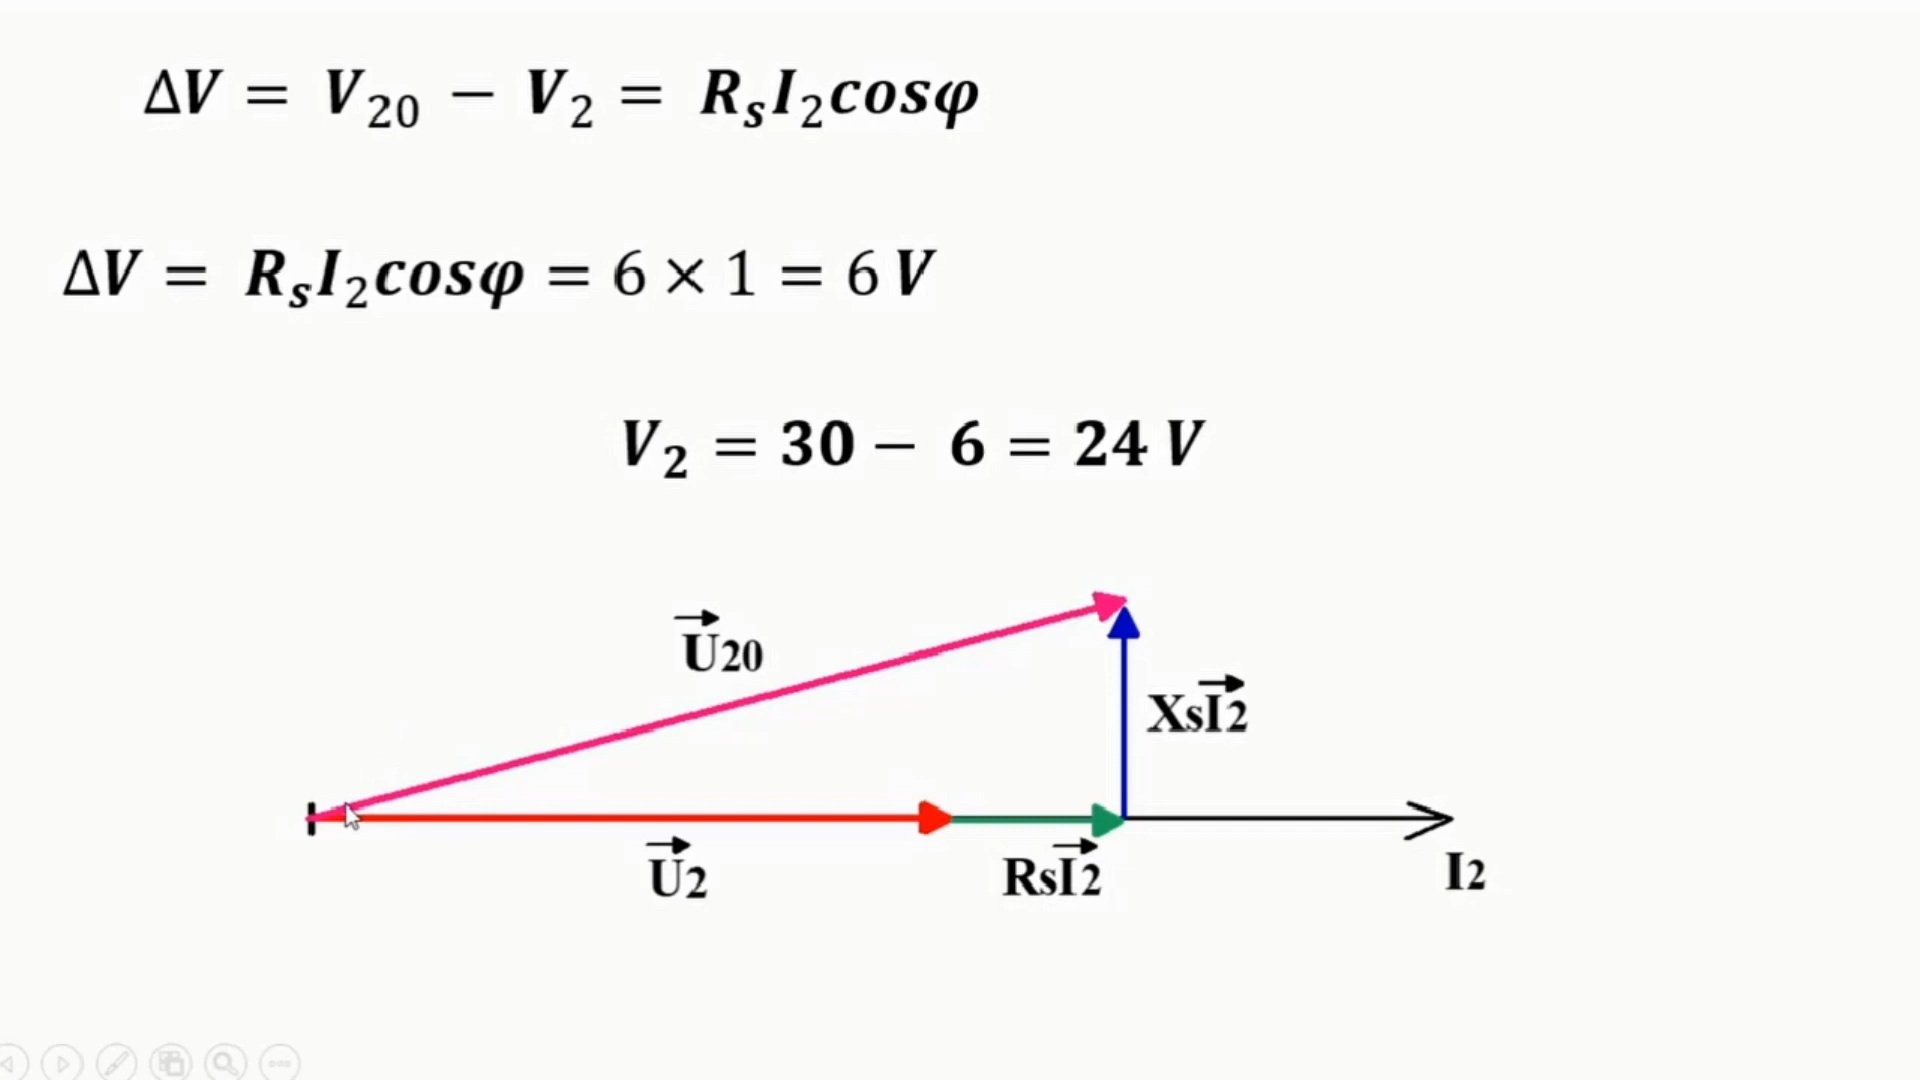 ΔV = V₂₀ − V₂ = RₛI₂cosφ
ΔV = RₛI₂cosφ = 6 × 1 = 6 V
V₂ = 30 − 6 = 24 V
U20
XsI2
U2
RsI2
I2